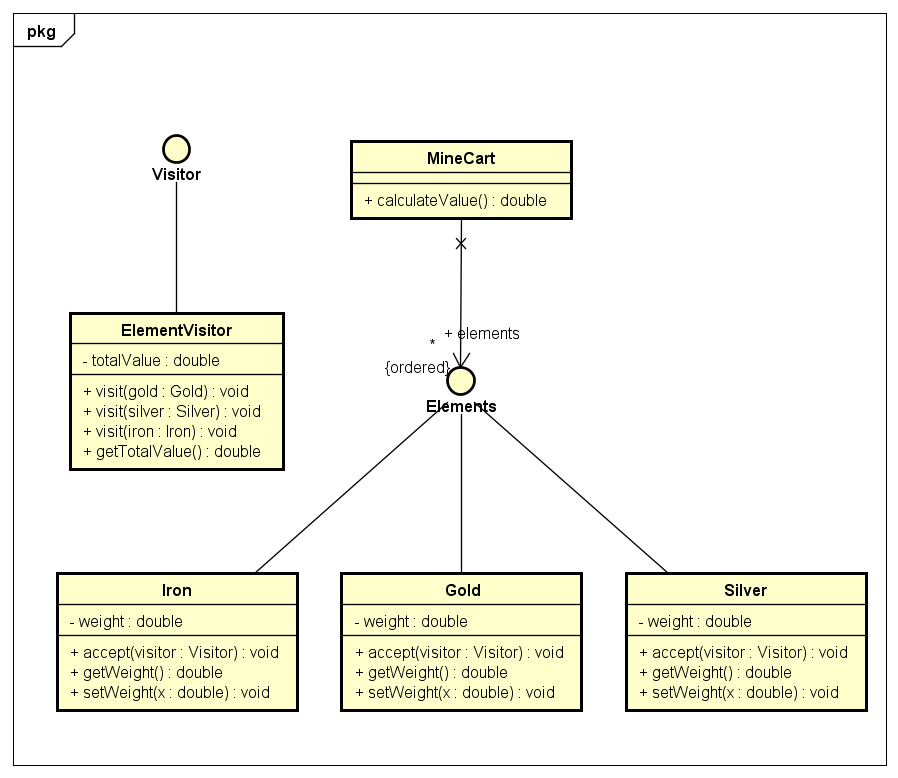 pkg
Visitor
MineCart
+ calculateValue() : double
ElementVisitor
- totalValue : double
+ visit(gold : Gold) : void
+ visit(silver : Silver) : void
+ visit(iron : Iron) : void
+ getTotalValue() : double
+ elements
*
{ordered}
Elements
Iron
- weight : double
+ accept(visitor : Visitor) : void
+ getWeight() : double
+ setWeight(x : double) : void
Gold
- weight : double
+ accept(visitor : Visitor) : void
+ getWeight() : double
+ setWeight(x : double) : void
Silver
- weight : double
+ accept(visitor : Visitor) : void
+ getWeight() : double
+ setWeight(x : double) : void